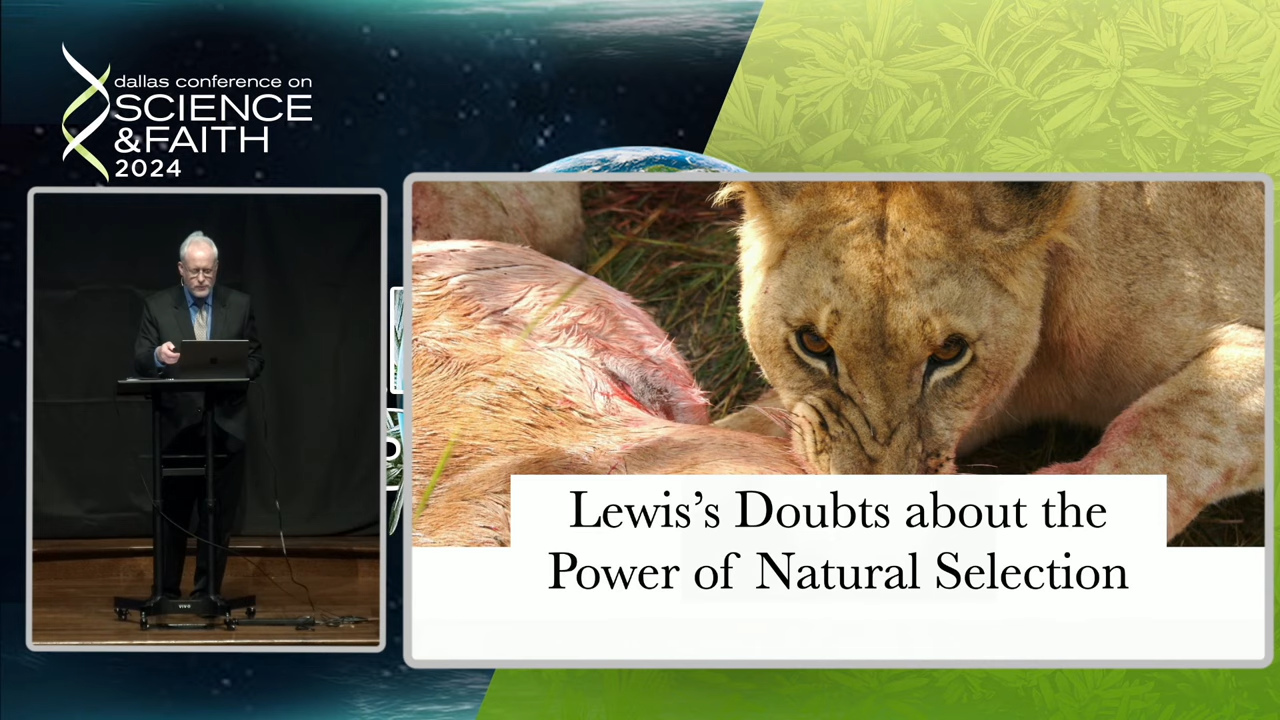 dallas conference on
SCIENCE
&FAITH
2024
Lewis's Doubts about the
Power of Natural Selection